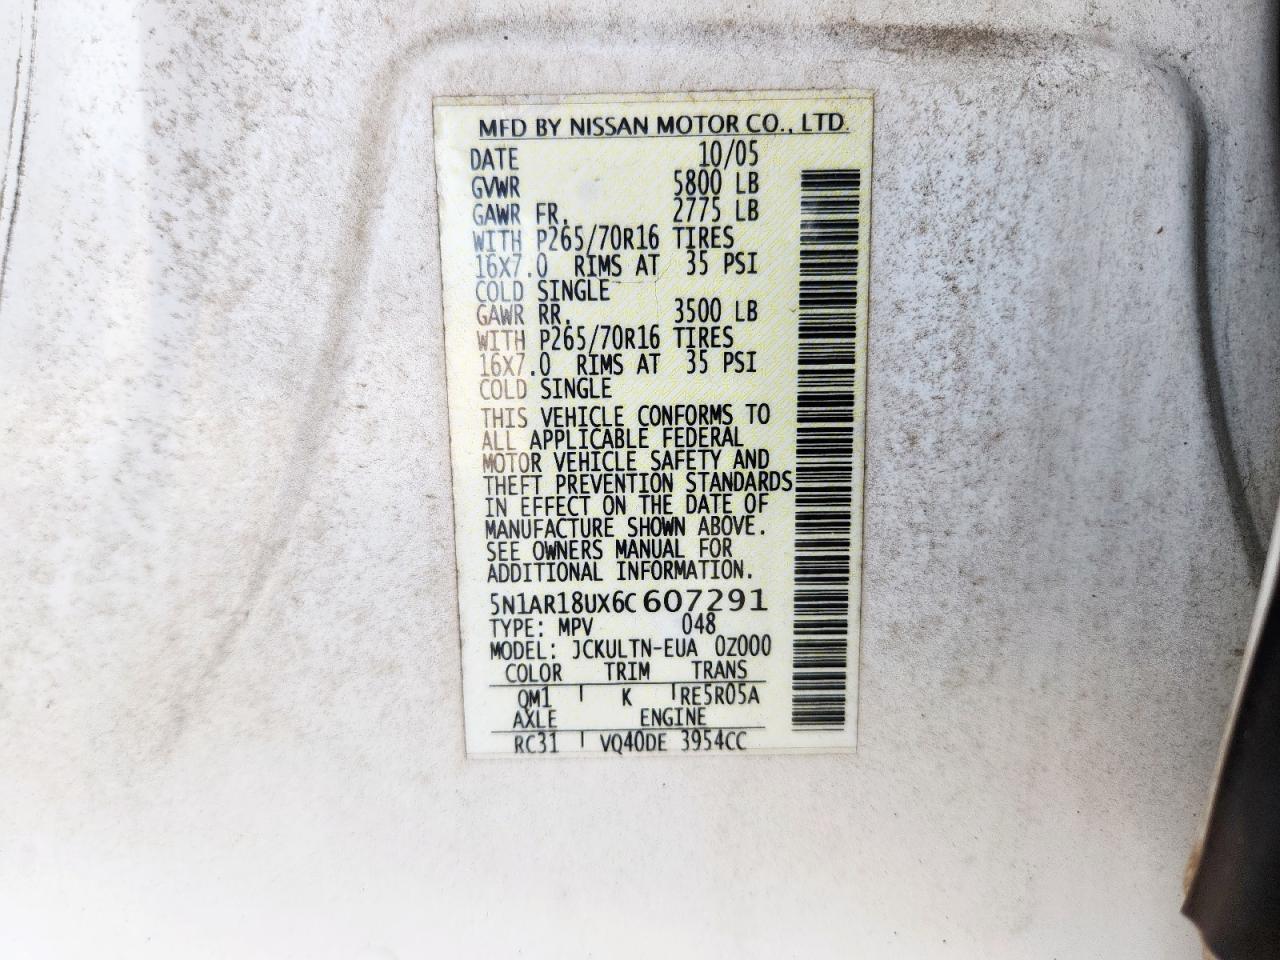 MFD BY NISSAN MOTOR CO., LTD.
DATE 10/05
GVWR 5800 LB
GAWR FR. 2775 LB
WITH P265/70R16 TIRES
16X7.0 RIMS AT 35 PSI
COLD SINGLE
GAWR RR. 3500 LB
WITH P265/70R16 TIRES
16X7.0 RIMS AT 35 PSI
COLD SINGLE
THIS VEHICLE CONFORMS TO
ALL APPLICABLE FEDERAL
MOTOR VEHICLE SAFETY AND
THEFT PREVENTION STANDARDS
IN EFFECT ON THE DATE OF
MANUFACTURE SHOWN ABOVE.
SEE OWNERS MANUAL FOR
ADDITIONAL INFORMATION.
5N1AR18UX6C607291
TYPE: MPV 048
MODEL: JCKULTN-EUA 0Z000
COLOR TRIM TRANS
QM1 K RE5R05A
AXLE ENGINE
RC31 VQ40DE 3954CC